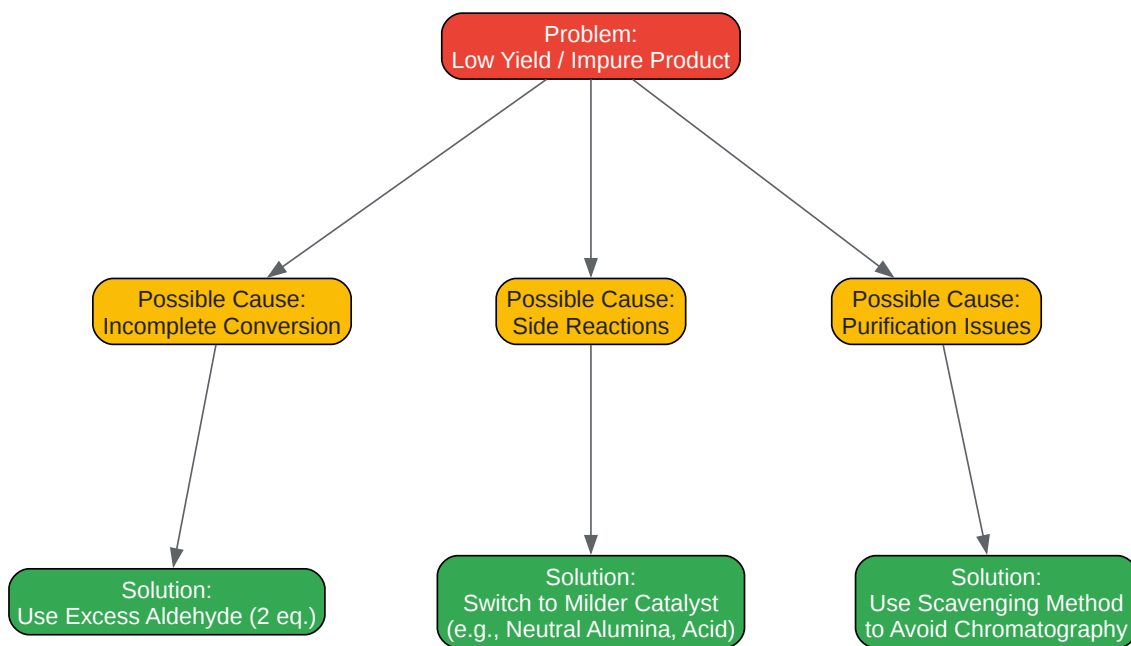 Problem:
Low Yield / Impure Product
Possible Cause:
Incomplete Conversion
Possible Cause:
Side Reactions
Possible Cause:
Purification Issues
Solution:
Use Excess Aldehyde (2 eq.)
Solution:
Switch to Milder Catalyst
(e.g., Neutral Alumina, Acid)
Solution:
Use Scavenging Method
to Avoid Chromatography